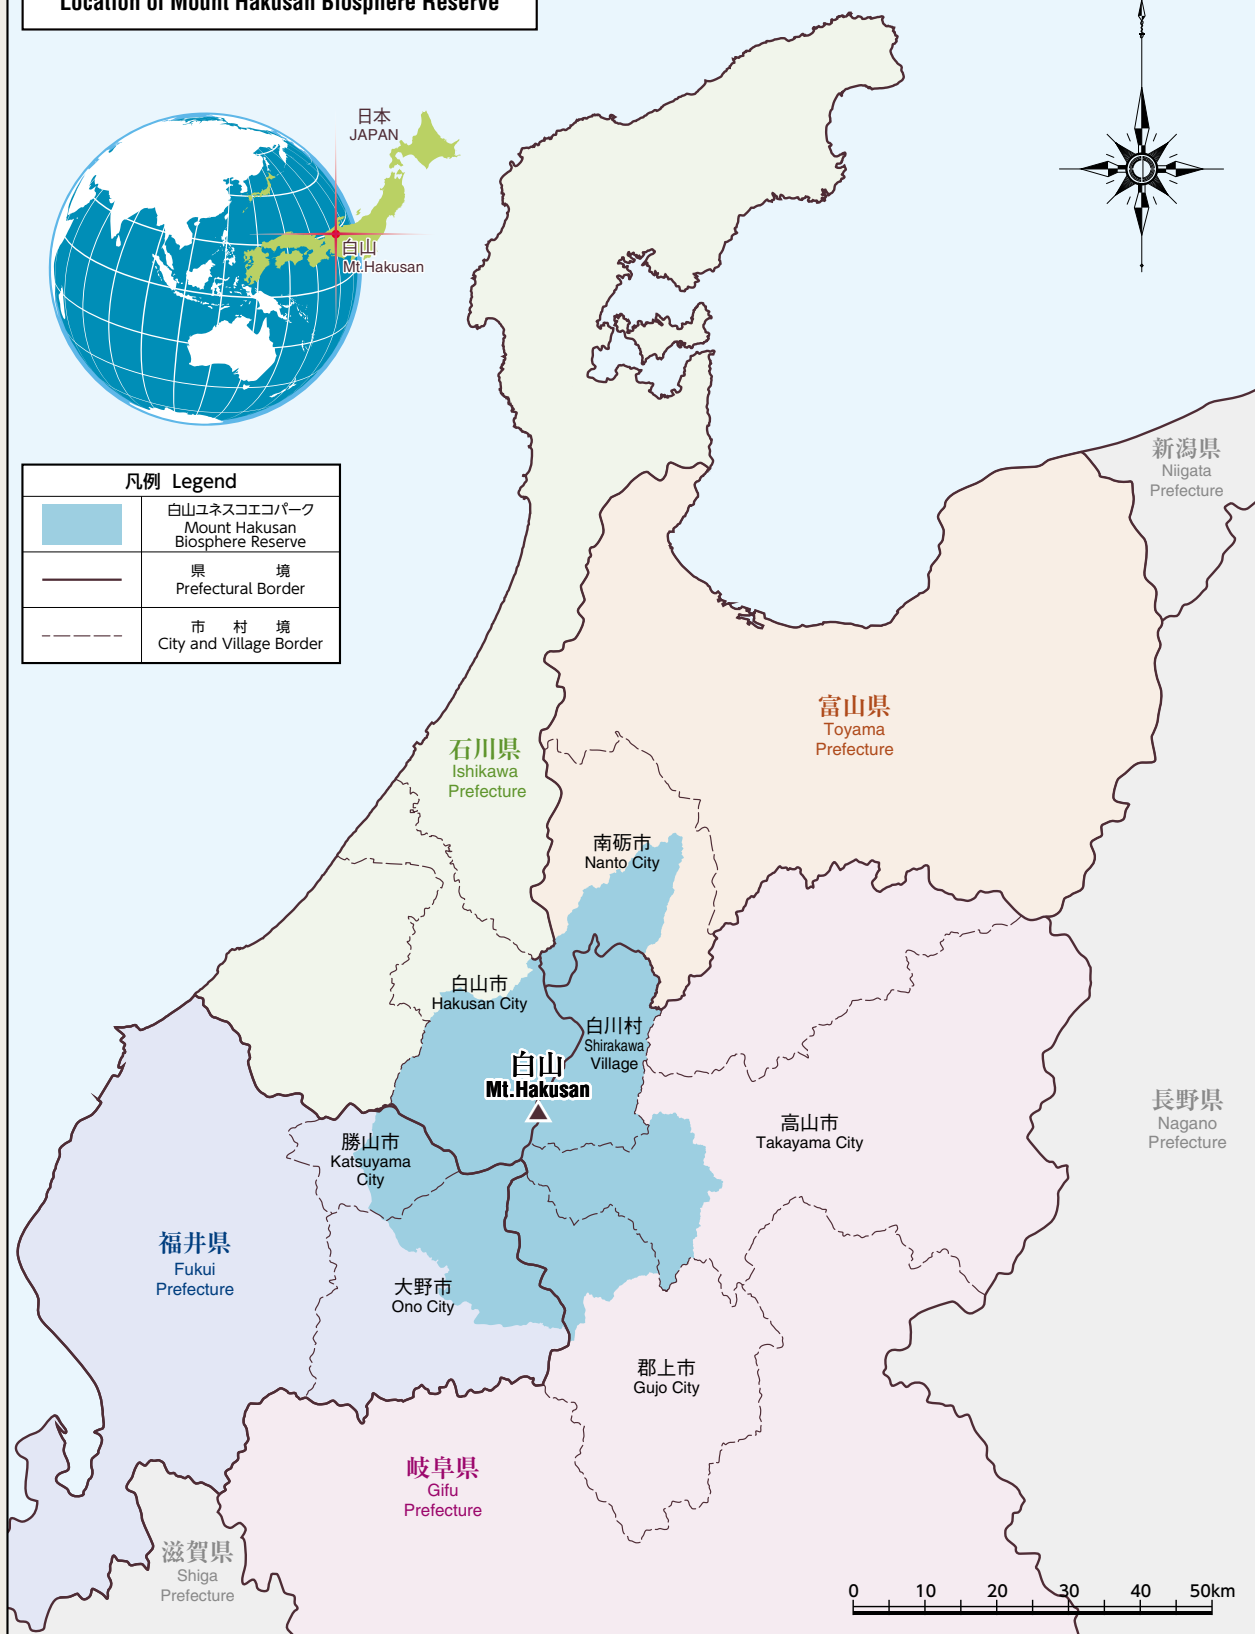 Location of Mount Hakusan Biosphere Reserve
日本
JAPAN
白山
Mt.Hakusan
凡例 Legend
白山ユネスコエコパーク
Mount Hakusan
Biosphere Reserve
県 境
Prefectural Border
市 村 境
City and Village Border
新潟県
Niigata
Prefecture
富山県
Toyama
Prefecture
石川県
Ishikawa
Prefecture
南砺市
Nanto City
白山市
Hakusan City
白川村
Shirakawa
Village
白山
Mt.Hakusan
高山市
Takayama City
長野県
Nagano
Prefecture
勝山市
Katsuyama
City
福井県
Fukui
Prefecture
大野市
Ono City
郡上市
Gujo City
岐阜県
Gifu
Prefecture
滋賀県
Shiga
Prefecture
0 10 20 30 40 50km